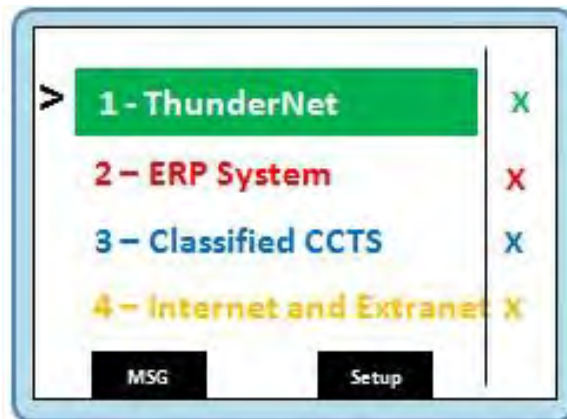 > 1 - ThunderNet X
2 – ERP System X
3 – Classified CCTS X
4 – Internet and Extranet X
MSG Setup